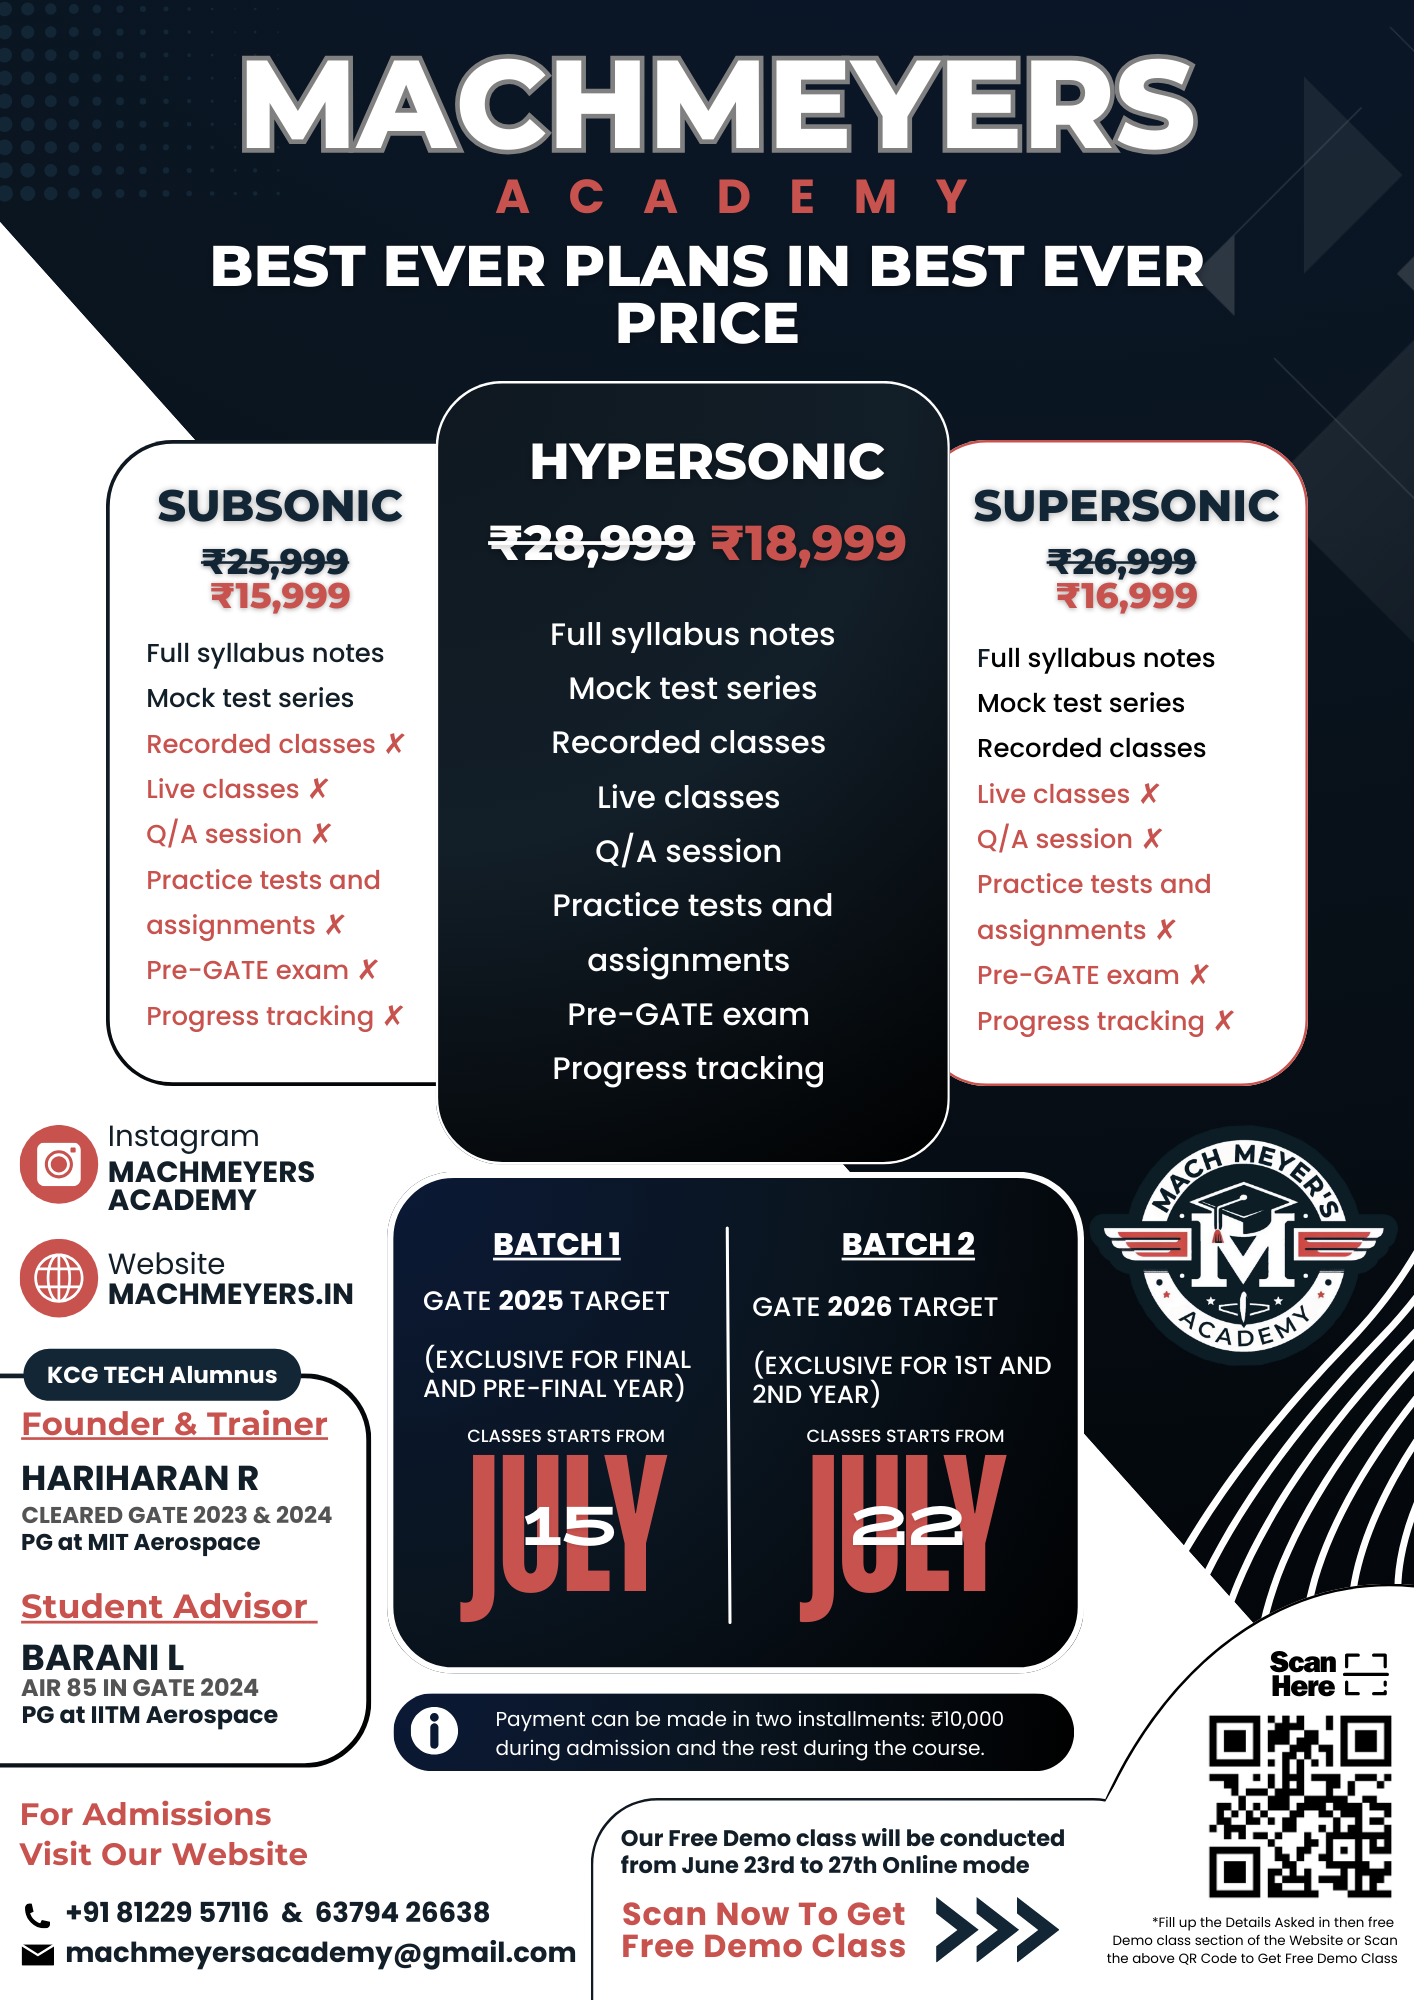 MACHMEYERS
ACADEMY
BEST EVER PLANS IN BEST EVER
PRICE
SUBSONIC
₹25,999
₹15,999
Full syllabus notes
Mock test series
Recorded classes ✗
Live classes ✗
Q/A session ✗
Practice tests and
assignments ✗
Pre-GATE exam ✗
Progress tracking ✗
HYPERSONIC
₹28,999 ₹18,999
Full syllabus notes
Mock test series
Recorded classes
Live classes
Q/A session
Practice tests and
assignments
Pre-GATE exam
Progress tracking
SUPERSONIC
₹26,999
₹16,999
Full syllabus notes
Mock test series
Recorded classes
Live classes ✗
Q/A session ✗
Practice tests and
assignments ✗
Pre-GATE exam ✗
Progress tracking ✗
Instagram
MACHMEYERS
ACADEMY
Website
MACHMEYERS.IN
KCG TECH Alumnus
Founder & Trainer
HARIHARAN R
CLEARED GATE 2023 & 2024
PG at MIT Aerospace
Student Advisor
BARANI L
AIR 85 IN GATE 2024
PG at IITM Aerospace
BATCH 1
GATE 2025 TARGET
(EXCLUSIVE FOR FINAL
AND PRE-FINAL YEAR)
CLASSES STARTS FROM
JULY
15
BATCH 2
GATE 2026 TARGET
(EXCLUSIVE FOR 1ST AND
2ND YEAR)
CLASSES STARTS FROM
JULY
22
MACH MEYER'S
M
ACADEMY
Payment can be made in two installments: ₹10,000
during admission and the rest during the course.
Scan
Here
For Admissions
Visit Our Website
+91 81229 57116 & 63794 26638
machmeyersacademy@gmail.com
Our Free Demo class will be conducted
from June 23rd to 27th Online mode
Scan Now To Get
Free Demo Class
*Fill up the Details Asked in then free
Demo class section of the Website or Scan
the above QR Code to Get Free Demo Class